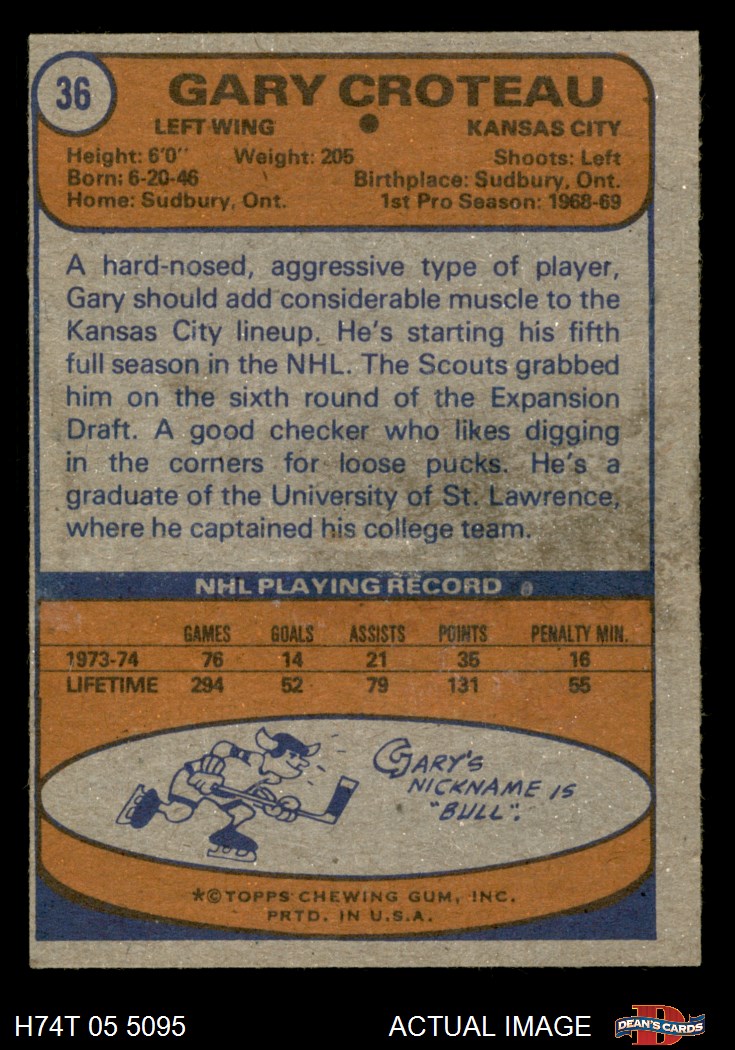 36
GARY CROTEAU
LEFT WING KANSAS CITY
Height: 6'0" Weight: 205 Shoots: Left
Born: 6-20-46 Birthplace: Sudbury, Ont.
Home: Sudbury, Ont. 1st Pro Season: 1968-69
A hard-nosed, aggressive type of player,
Gary should add considerable muscle to the
Kansas City lineup. He's starting his fifth
full season in the NHL. The Scouts grabbed
him on the sixth round of the Expansion
Draft. A good checker who likes digging
in the corners for loose pucks. He's a
graduate of the University of St. Lawrence,
where he captained his college team.
NHL PLAYING RECORD
GAMES GOALS ASSISTS POINTS PENALTY MIN.
1973-74 76 14 21 35 16
LIFETIME 294 52 79 131 55
GARY'S
NICKNAME IS
"BULL".
*©TOPPS CHEWING GUM, INC.
PRTD. IN U.S.A.
H74T 05 5095 ACTUAL IMAGE D DEAN'S CARDS